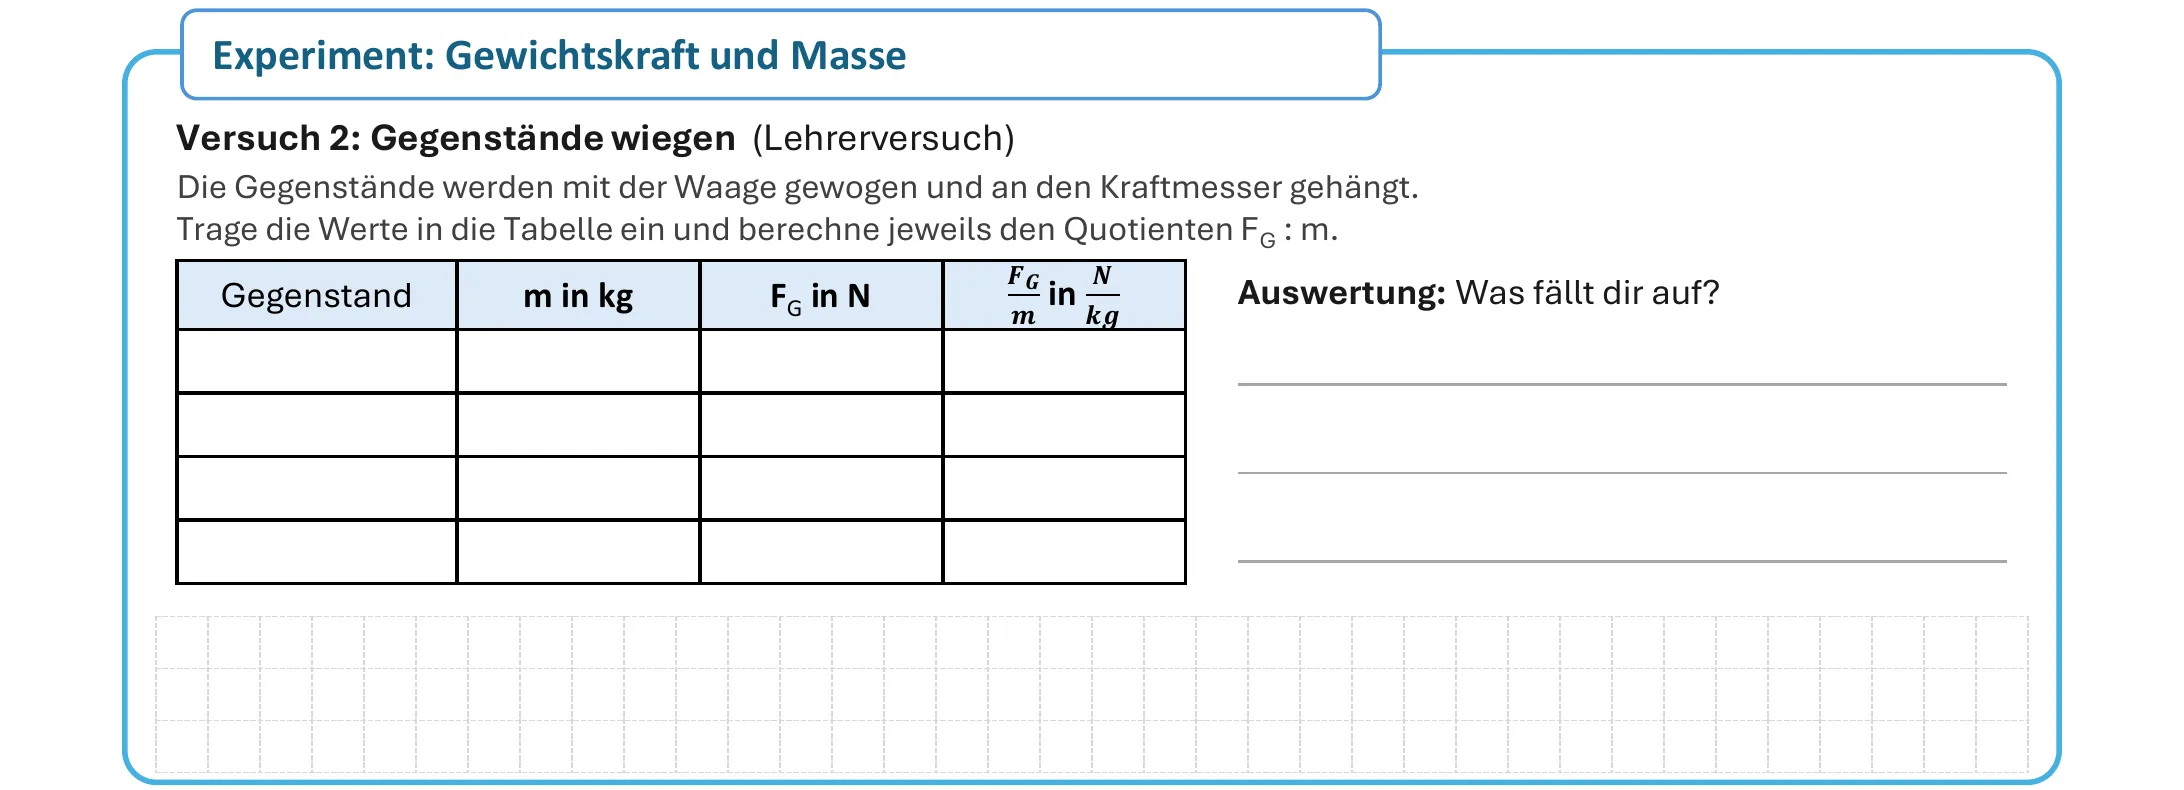 Experiment: Gewichtskraft und Masse
Versuch 2: Gegenstände wiegen (Lehrerversuch)
Die Gegenstände werden mit der Waage gewogen und an den Kraftmesser gehängt.
Trage die Werte in die Tabelle ein und berechne jeweils den Quotienten F_G : m.
Gegenstand m in kg F_G in N F_G/m in N/kg
Auswertung: Was fällt dir auf?